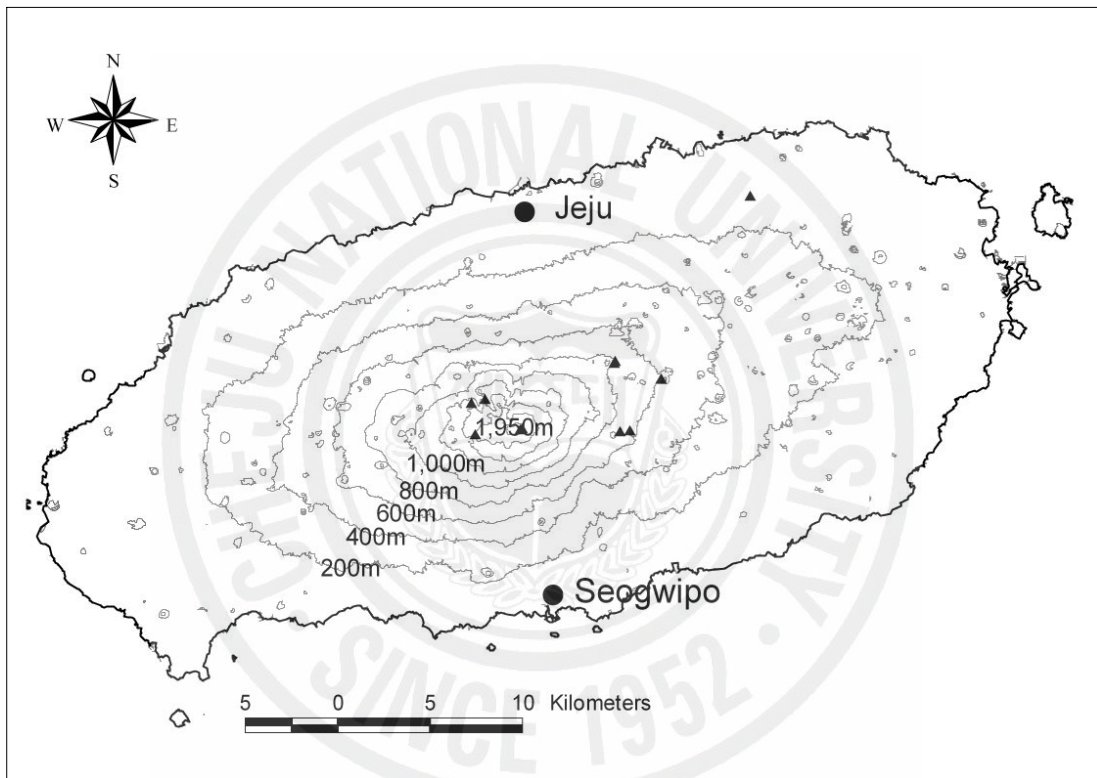 N
W E
S
Jeju
1,950m
1,000m
800m
600m
400m
200m
Seogwipo
5 0 5 10 Kilometers
CHEJU NATIONAL UNIVERSITY
SINCE 1952